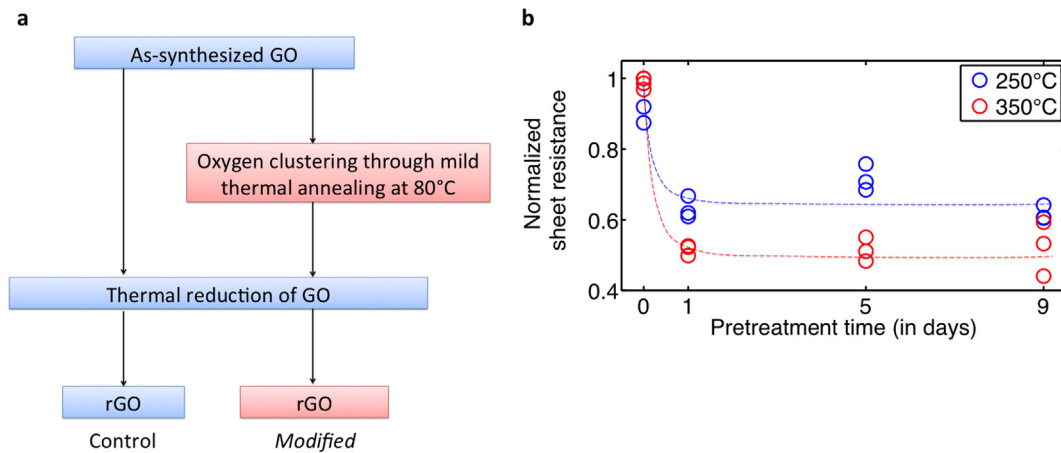 a
As-synthesized GO
Oxygen clustering through mild
thermal annealing at 80°C
Thermal reduction of GO
rGO
rGO
Control
Modified
b
Normalized
sheet resistance
1
0.8
0.6
0.4
250°C
350°C
0
1
5
9
Pretreatment time (in days)